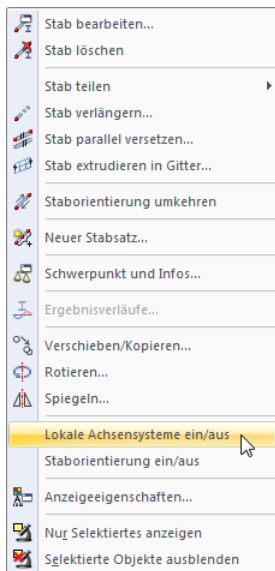 Stab bearbeiten...
Stab löschen
Stab teilen
Stab verlängern...
Stab parallel versetzen...
Stab extrudieren in Gitter...
Staborientierung umkehren
Neuer Stabsatz...
Schwerpunkt und Infos...
Ergebnisverläufe...
Verschieben/Kopieren...
Rotieren...
Spiegeln...
Lokale Achsensysteme ein/aus
Staborientierung ein/aus
Anzeigeeigenschaften...
Nur Selektiertes anzeigen
Selektierte Objekte ausblenden